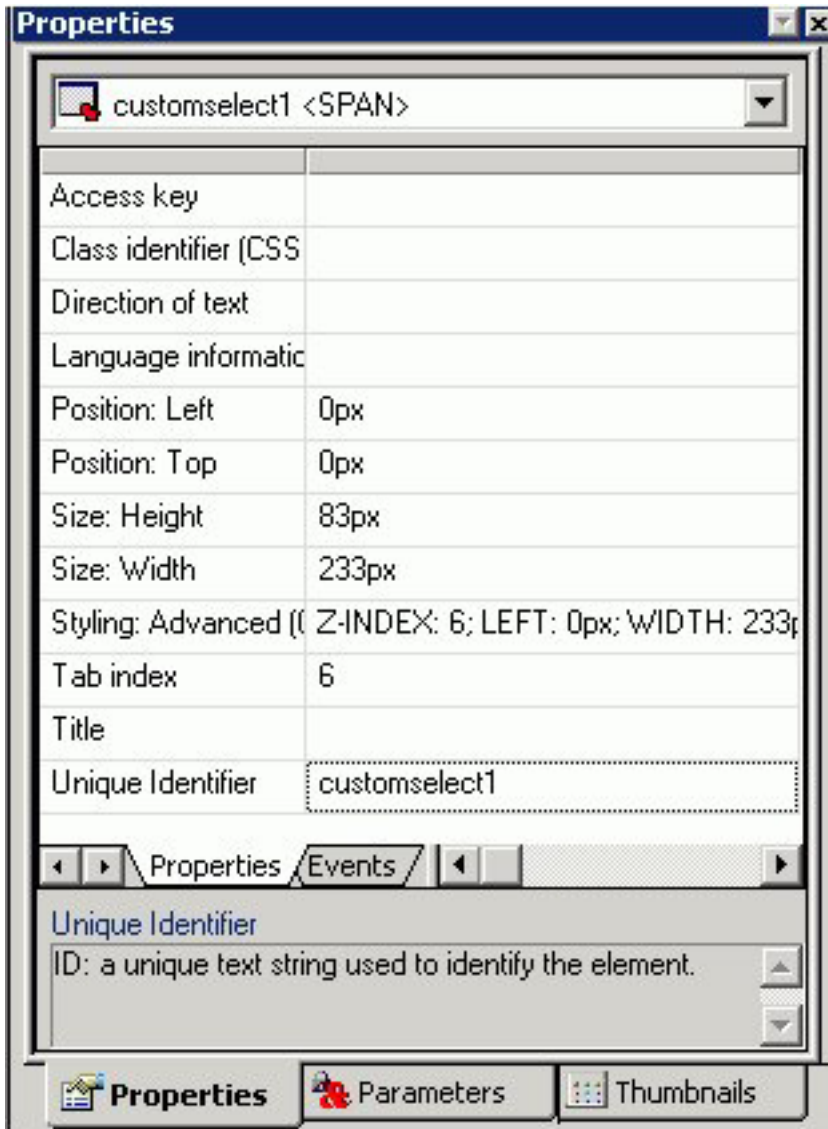 Properties
customselect1 <SPAN>
Access key
Class identifier (CSS
Direction of text
Language informatic
Position: Left 0px
Position: Top 0px
Size: Height 83px
Size: Width 233px
Styling: Advanced (( Z-INDEX: 6; LEFT: 0px; WIDTH: 233p
Tab index 6
Title
Unique Identifier customselect1
Properties Events
Unique Identifier
ID: a unique text string used to identify the element.
Properties Parameters Thumbnails